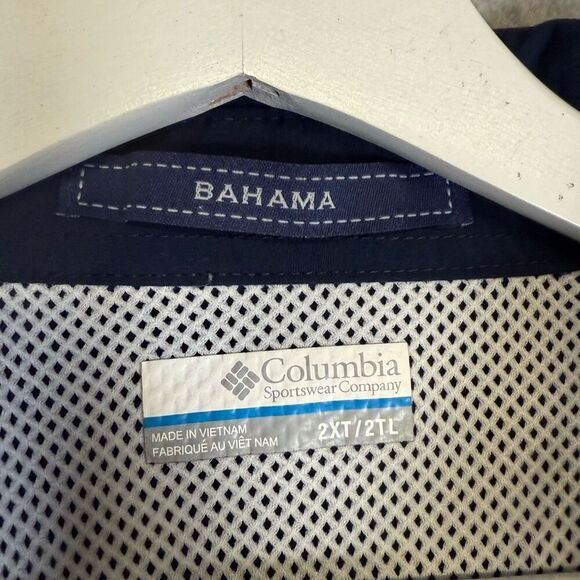 BAHAMA
Columbia
Sportswear Company
MADE IN VIETNAM
FABRIQUÉ AU VIÊT NAM
2XT/2TL